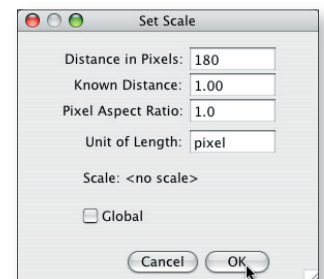 Set Scale
Distance in Pixels: 180
Known Distance: 1.00
Pixel Aspect Ratio: 1.0
Unit of Length: pixel
Scale: <no scale>
Global
Cancel OK